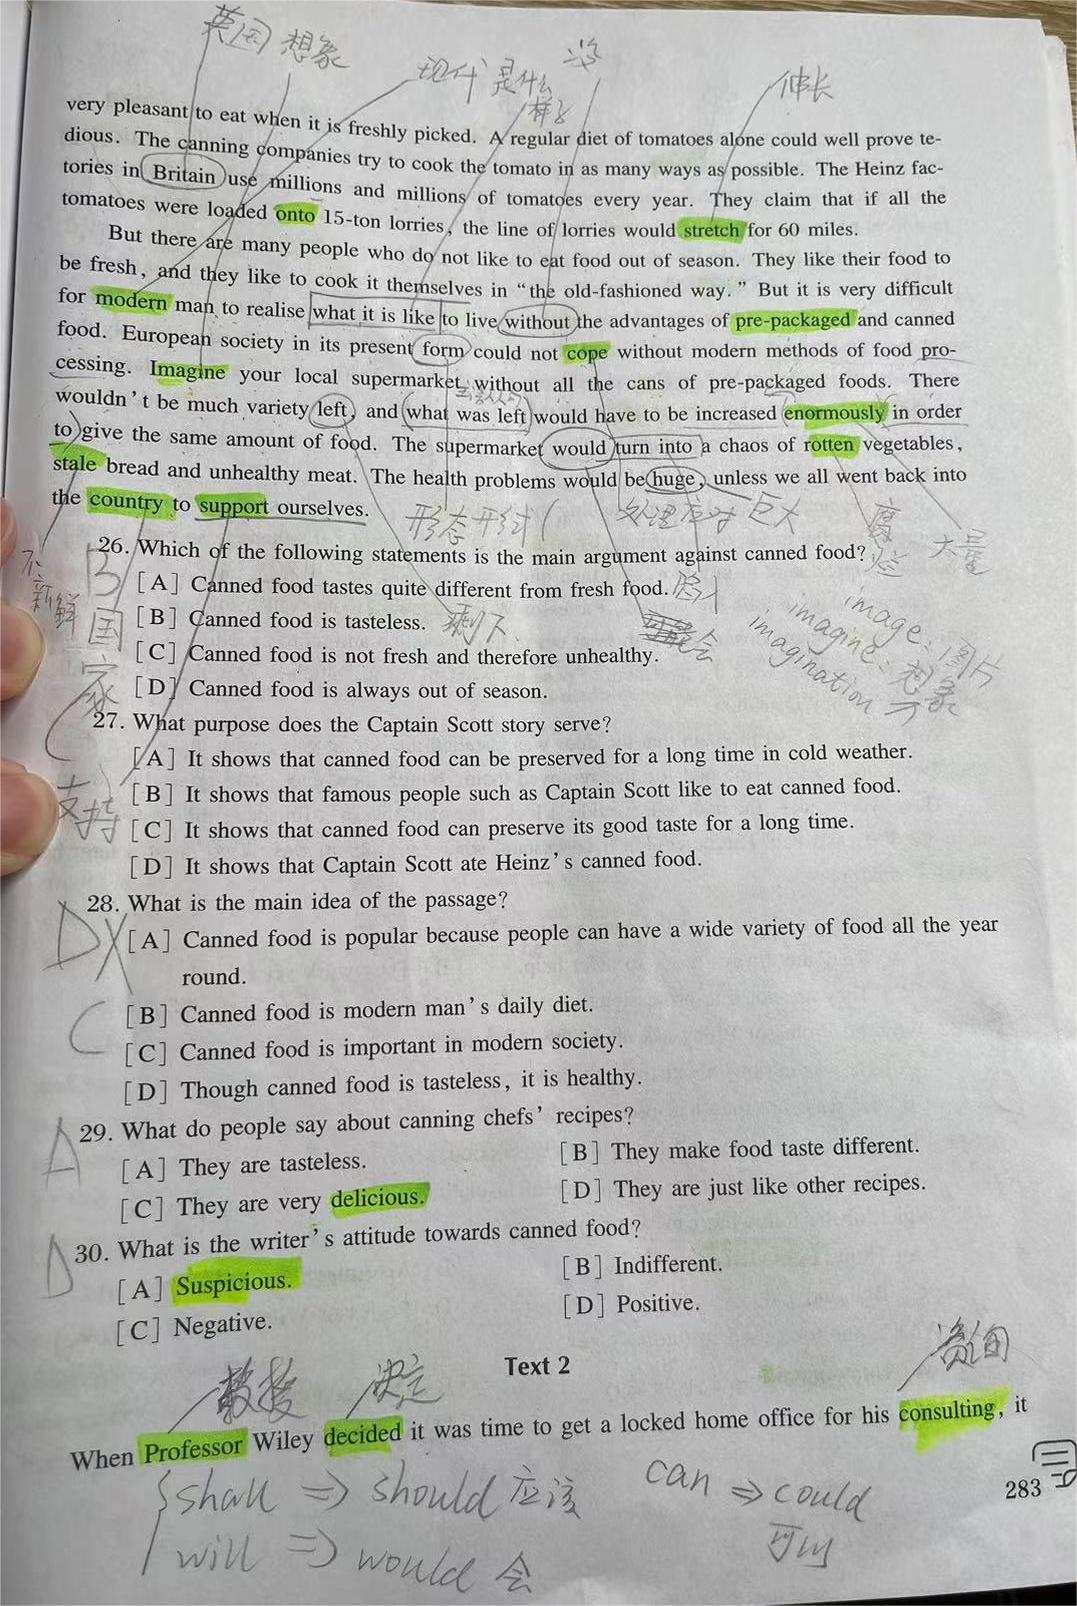 英国 想象 现代 是什么 没
样子 伸长
very pleasant to eat when it is freshly picked. A regular diet of tomatoes alone could well prove te-
dious. The canning companies try to cook the tomato in as many ways as possible. The Heinz fac-
tories in Britain use millions and millions of tomatoes every year. They claim that if all the
tomatoes were loaded onto 15-ton lorries, the line of lorries would stretch for 60 miles.
But there are many people who do not like to eat food out of season. They like their food to
be fresh, and they like to cook it themselves in “the old-fashioned way.” But it is very difficult
for modern man to realise what it is like to live without the advantages of pre-packaged and canned
food. European society in its present form could not cope without modern methods of food pro-
cessing. Imagine your local supermarket without all the cans of pre-packaged foods. There
wouldn’t be much variety left, and what was left would have to be increased enormously in order
to give the same amount of food. The supermarket would turn into a chaos of rotten vegetables,
stale bread and unhealthy meat. The health problems would be huge, unless we all went back into
the country to support ourselves.
形态形式 处理应对 巨大 腐烂 大量
不新鲜
B
26. Which of the following statements is the main argument against canned food?
[A] Canned food tastes quite different from fresh food.
[B] Canned food is tasteless. 剩下 会
[C] Canned food is not fresh and therefore unhealthy.
[D] Canned food is always out of season.
image: 图片
imagine: 想象
imagination
国家
27. What purpose does the Captain Scott story serve?
[A] It shows that canned food can be preserved for a long time in cold weather.
[B] It shows that famous people such as Captain Scott like to eat canned food.
支持
[C] It shows that canned food can preserve its good taste for a long time.
[D] It shows that Captain Scott ate Heinz’s canned food.
28. What is the main idea of the passage?
D X
[A] Canned food is popular because people can have a wide variety of food all the year
round.
[B] Canned food is modern man’s daily diet.
C
[C] Canned food is important in modern society.
[D] Though canned food is tasteless, it is healthy.
A
29. What do people say about canning chefs’ recipes?
[A] They are tasteless. [B] They make food taste different.
[C] They are very delicious. [D] They are just like other recipes.
D
30. What is the writer’s attitude towards canned food?
[A] Suspicious. [B] Indifferent.
[C] Negative. [D] Positive.
Text 2
教授 决定 咨询
When Professor Wiley decided it was time to get a locked home office for his consulting, it
283
shall ⇒ should 应该 can ⇒ could
will ⇒ would 会 可以